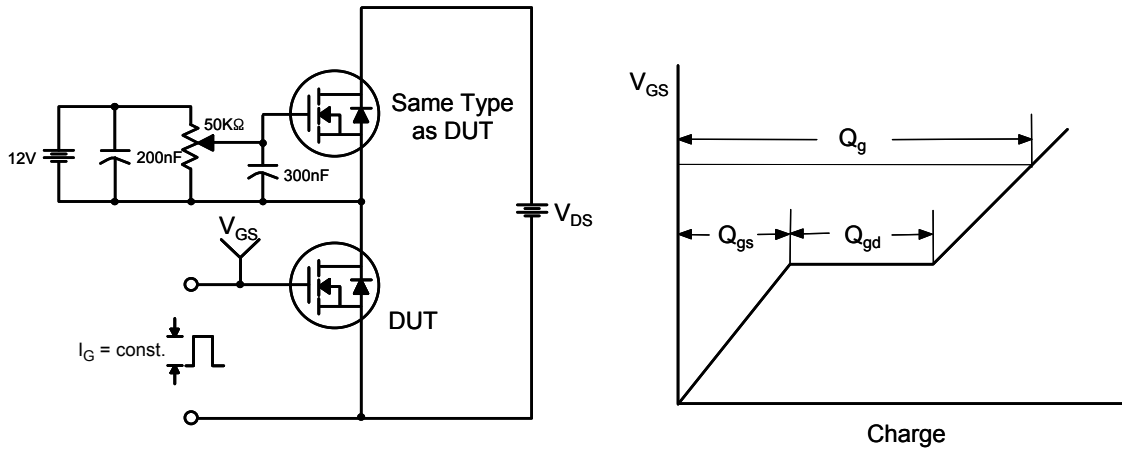 12V
200nF
50KΩ
300nF
Same Type
as DUT
V_GS
DUT
I_G = const.
V_DS
V_GS
Q_g
Q_gs
Q_gd
Charge